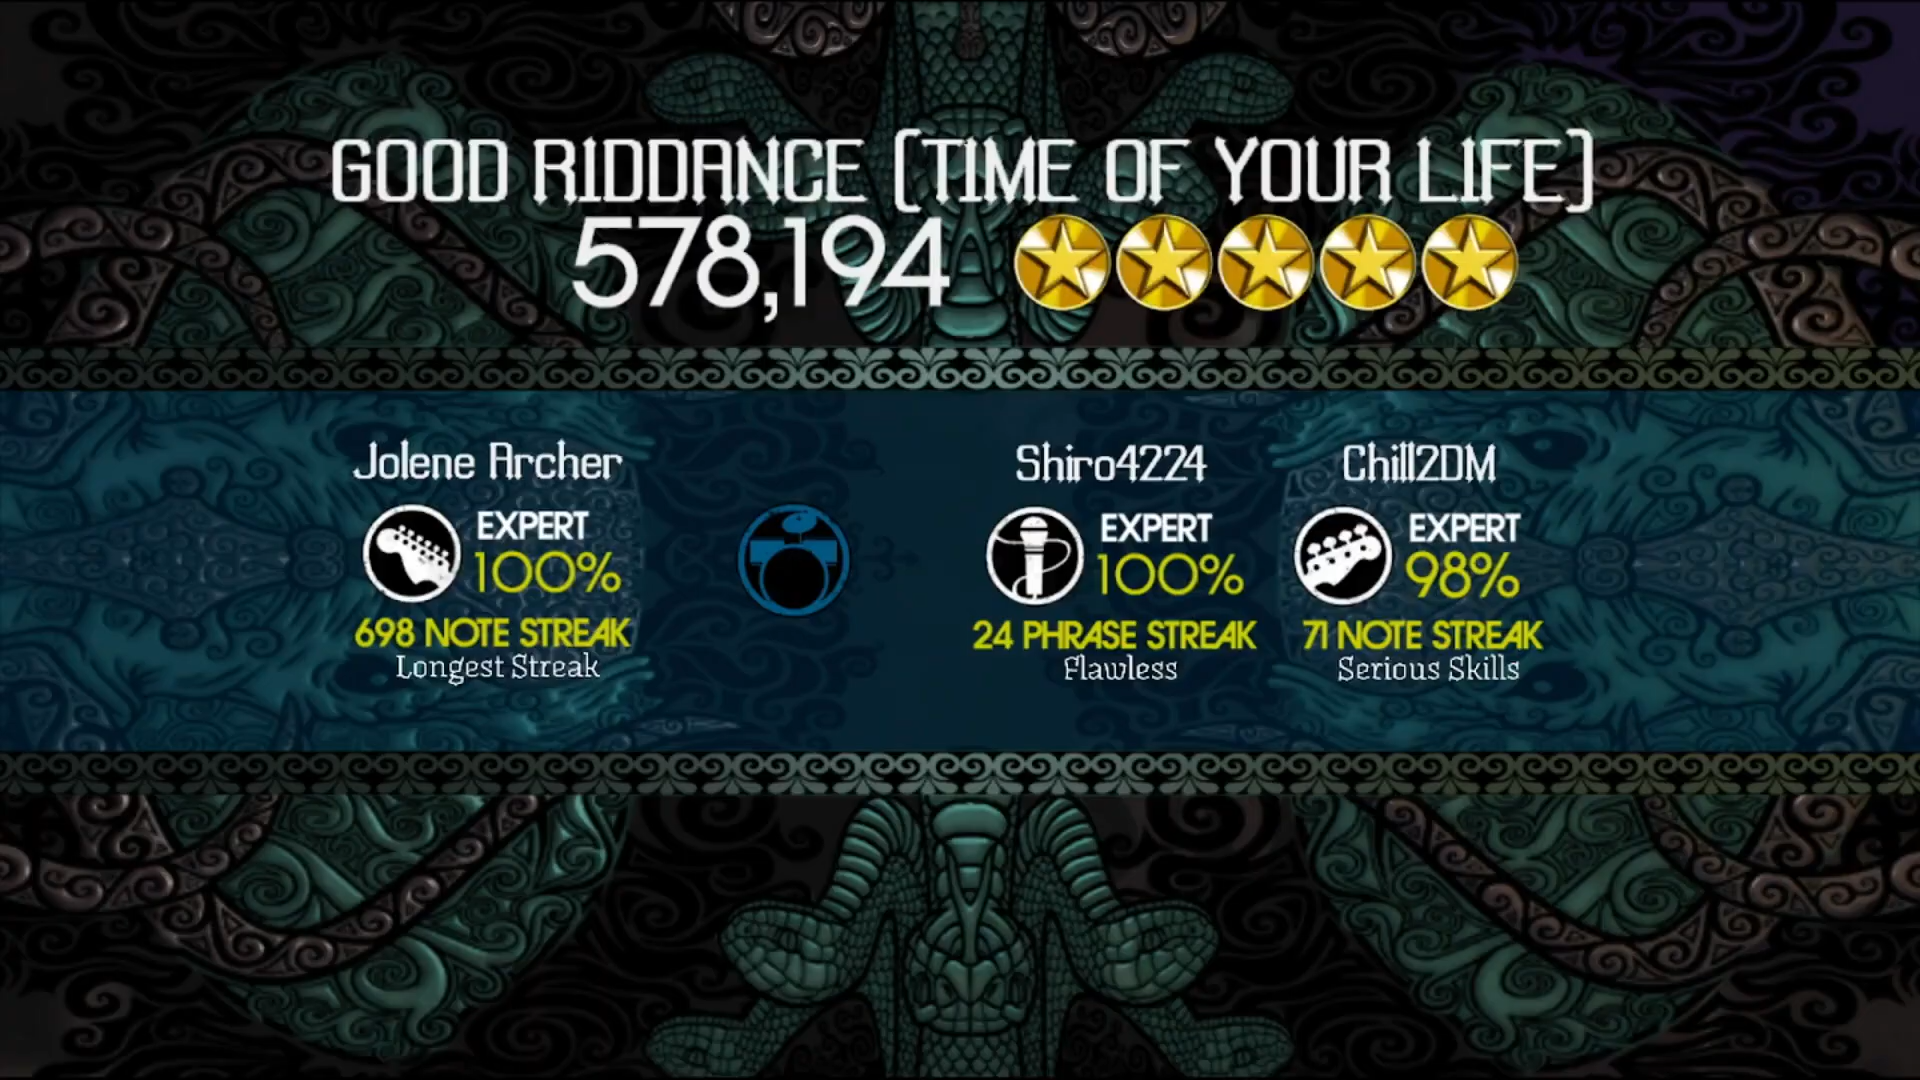 GOOD RIDDANCE (TIME OF YOUR LIFE)
578,194
Jolene Archer
EXPERT
100%
698 NOTE STREAK
Longest Streak
Shiro4224
EXPERT
100%
24 PHRASE STREAK
Flawless
Chill2DM
EXPERT
98%
71 NOTE STREAK
Serious Skills